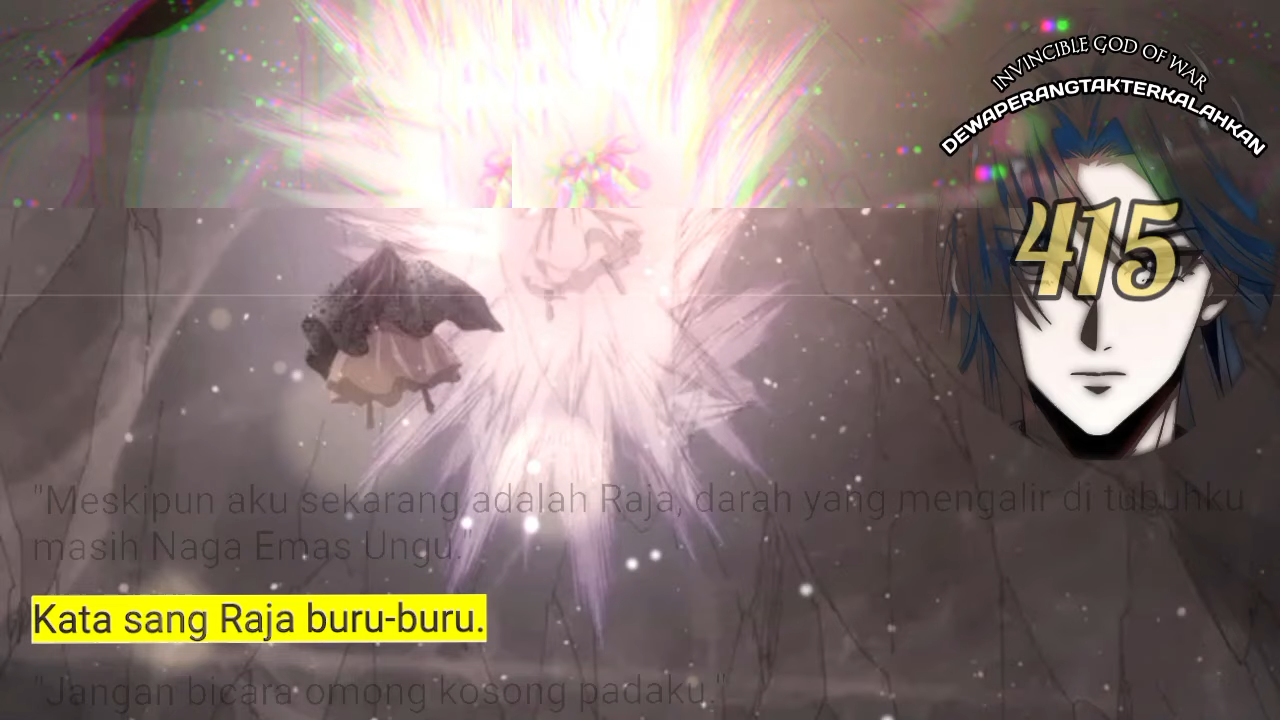 INVINCIBLE GOD OF WAR
DEWAPERANGTAKTERKALAHKAN
415
"Meskipun aku sekarang adalah Raja, darah yang mengalir di tubuhku
masih Naga Emas Ungu."
Kata sang Raja buru-buru.
"Jangan bicara omong kosong padaku."